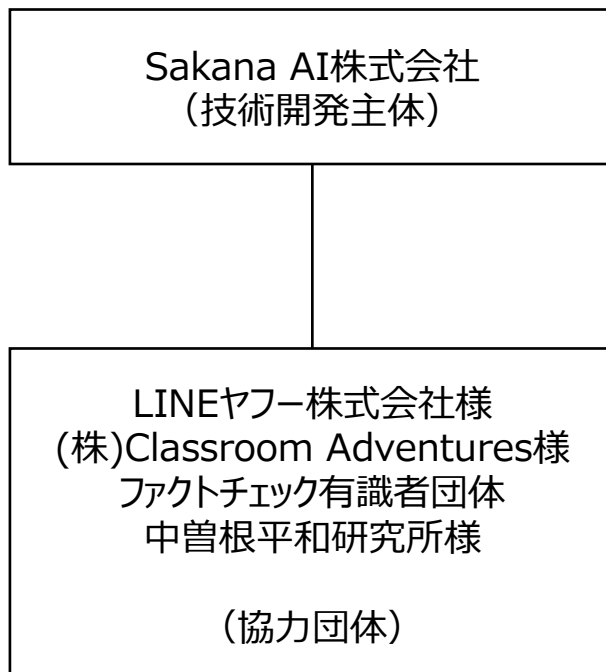 Sakana AI株式会社
（技術開発主体）
LINEヤフー株式会社様
(株)Classroom Adventures様
ファクトチェック有識者団体
中曽根平和研究所様
（協力団体）